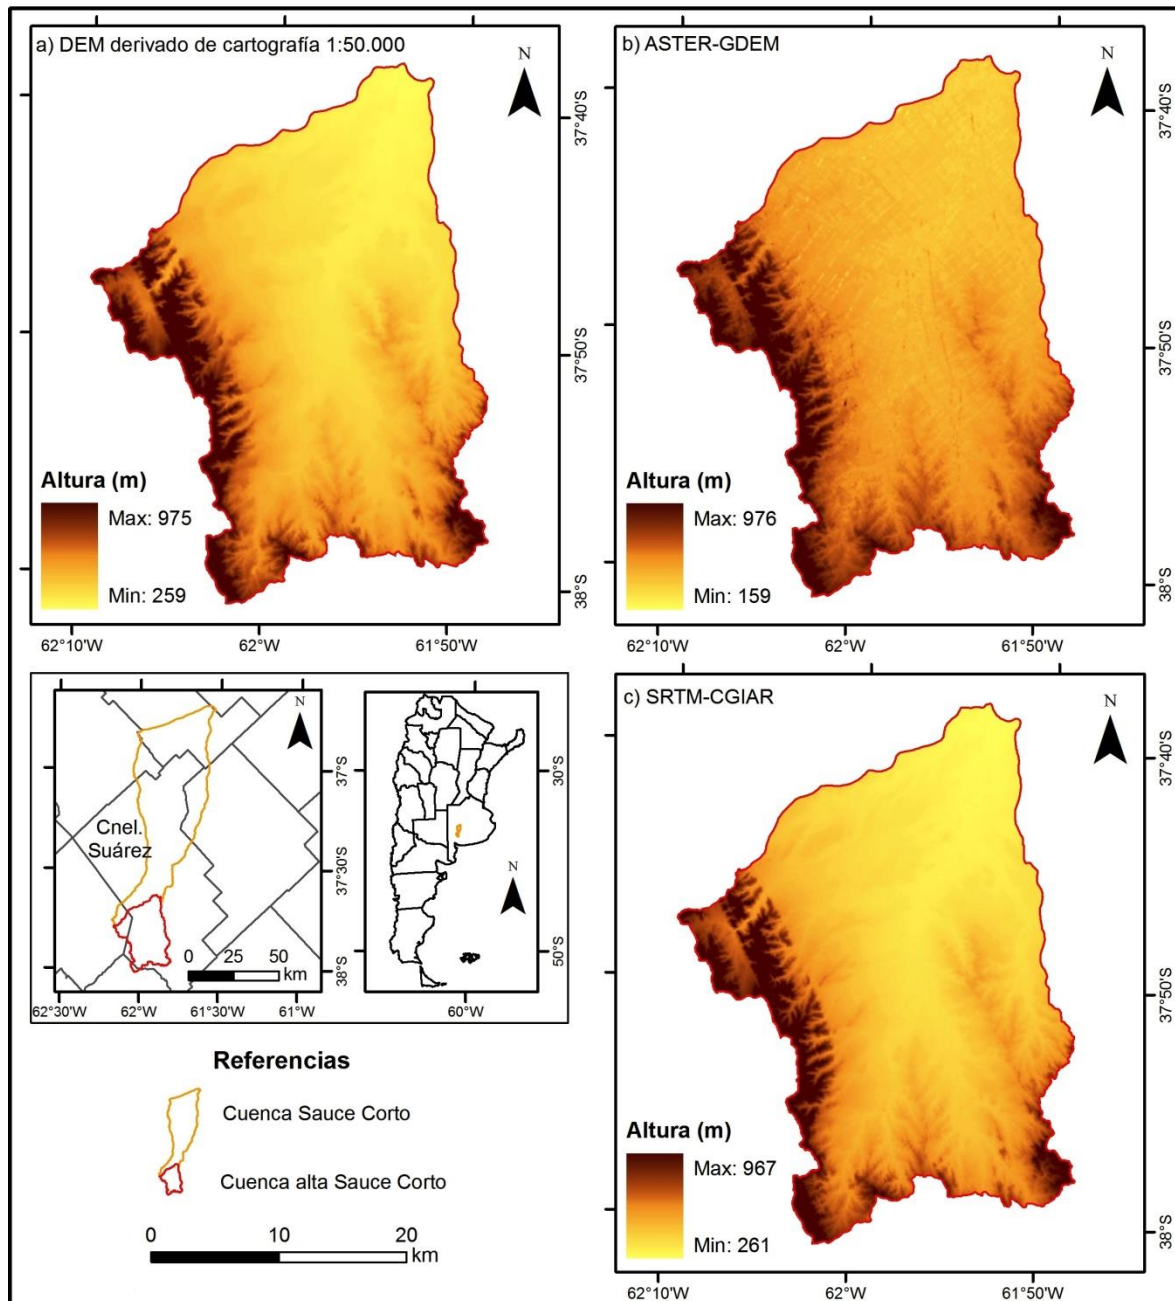 a) DEM derivado de cartografía 1:50.000
N
37°40'S
37°50'S
38°S
Altura (m)
Max: 975
Min: 259
62°10'W
62°W
61°50'W
b) ASTER-GDEM
N
37°40'S
37°50'S
38°S
Altura (m)
Max: 976
Min: 159
62°10'W
62°W
61°50'W
N
Cnel.
Suárez
37°S
37°30'S
38°S
0 25 50
km
62°30'W
62°W
61°30'W
61°W
30°S
N
50°S
60°W
Referencias
Cuenca Sauce Corto
Cuenca alta Sauce Corto
0 10 20
km
c) SRTM-CGIAR
N
37°40'S
37°50'S
38°S
Altura (m)
Max: 967
Min: 261
62°10'W
62°W
61°50'W